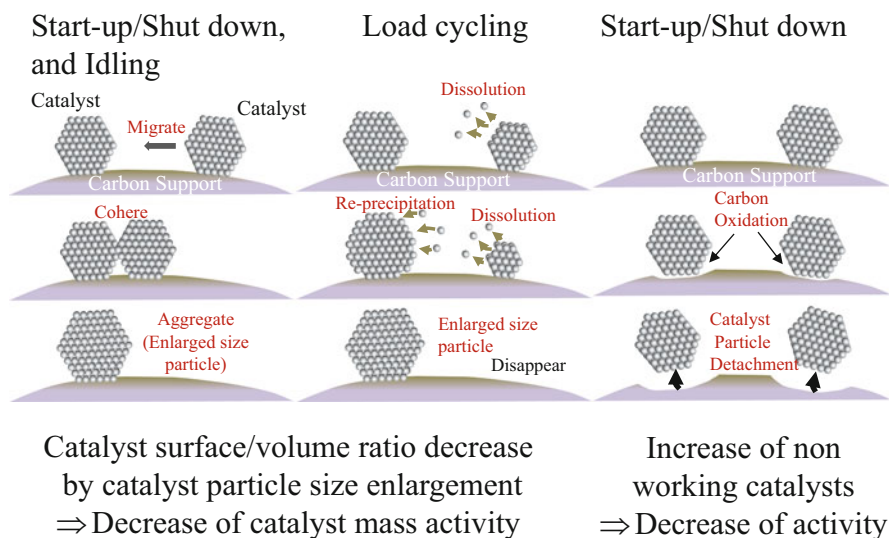 Start-up/Shut down,
and Idling
Catalyst
Catalyst
Migrate
Carbon Support
Cohere
Aggregate
(Enlarged size
particle)
Load cycling
Dissolution
Carbon Support
Re-precipitation
Dissolution
Enlarged size
particle
Disappear
Start-up/Shut down
Carbon Support
Carbon
Oxidation
Catalyst
Particle
Detachment
Catalyst surface/volume ratio decrease
by catalyst particle size enlargement
⇒ Decrease of catalyst mass activity
Increase of non
working catalysts
⇒ Decrease of activity